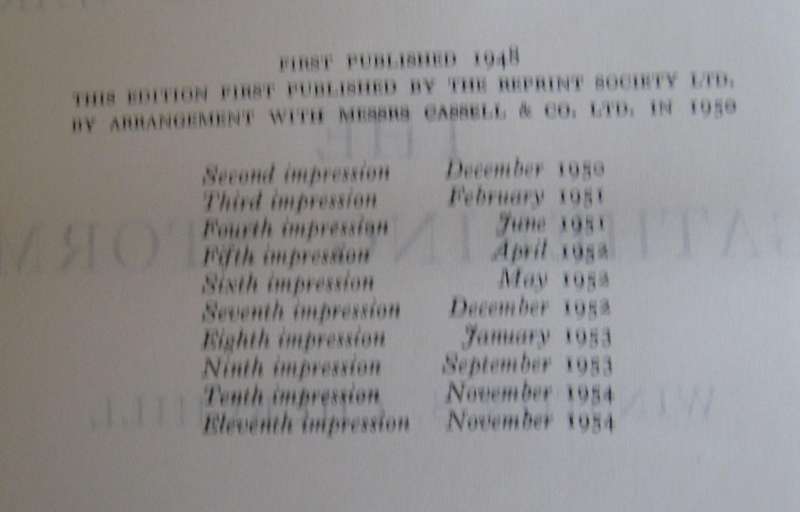 FIRST PUBLISHED 1948
THIS EDITION FIRST PUBLISHED BY THE REPRINT SOCIETY LTD.
BY ARRANGEMENT WITH MESSRS CASSELL & CO. LTD. IN 1950
Second impression December 1950
Third impression February 1951
Fourth impression June 1951
Fifth impression April 1952
Sixth impression May 1952
Seventh impression December 1952
Eighth impression January 1953
Ninth impression September 1953
Tenth impression November 1954
Eleventh impression November 1954